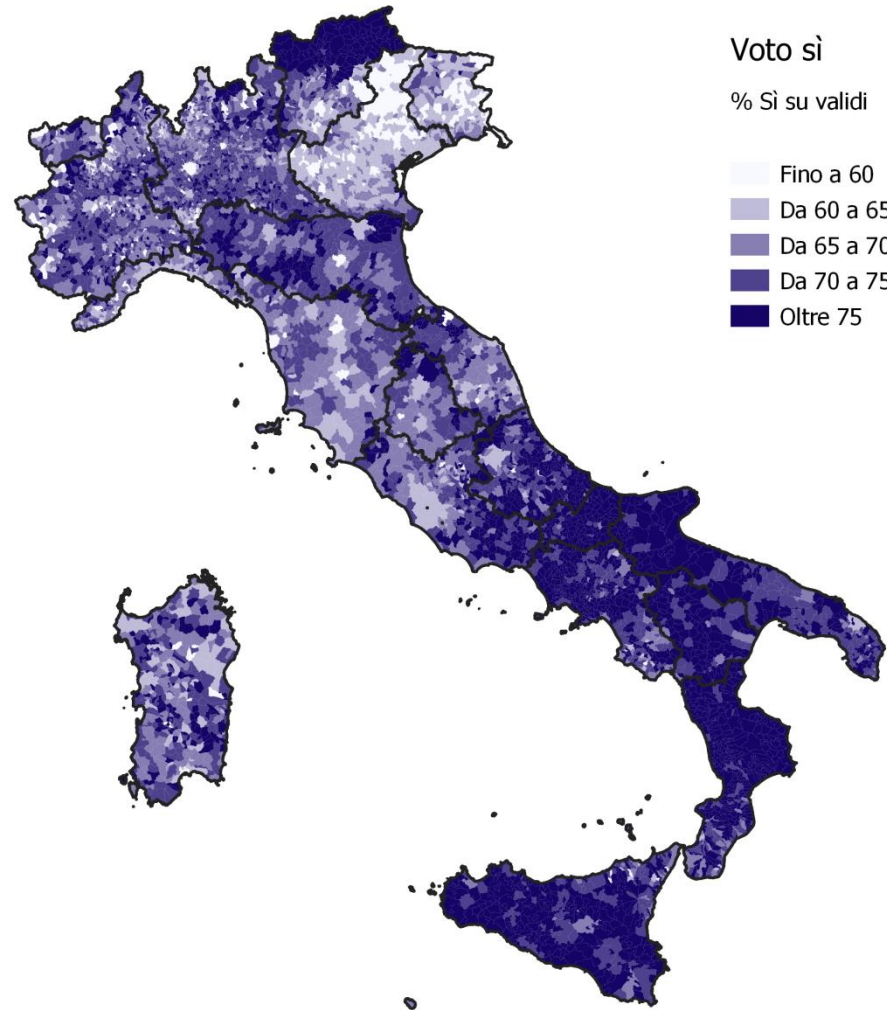 Voto sì
% Sì su validi
Fino a 60
Da 60 a 65
Da 65 a 70
Da 70 a 75
Oltre 75